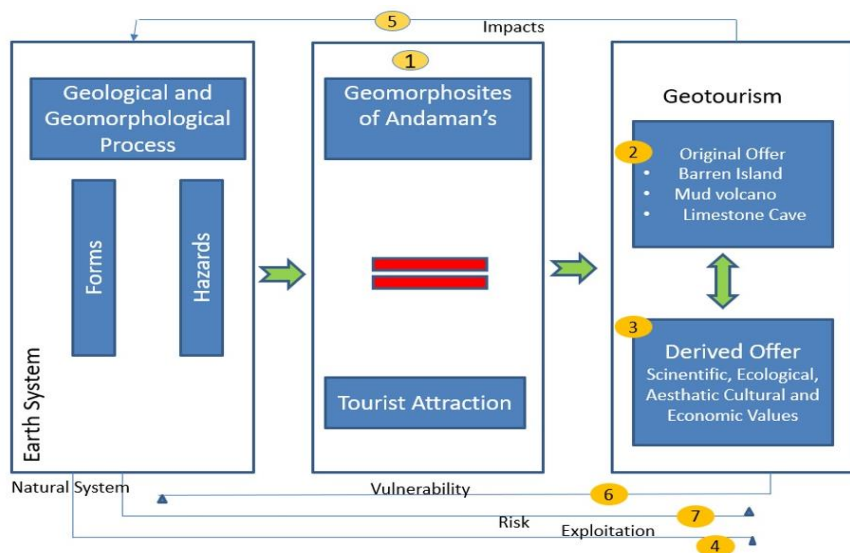 5
Impacts
Geological and
Geomorphological
Process
Forms
Hazards
Earth System
1
Geomorphosites
of Andaman's
Tourist Attraction
Geotourism
2
Original Offer
• Barren Island
• Mud volcano
• Limestone Cave
3
Derived Offer
Scinentific, Ecological,
Aesthatic Cultural and
Economic Values
Natural System
Vulnerability
6
Risk
7
Exploitation
4